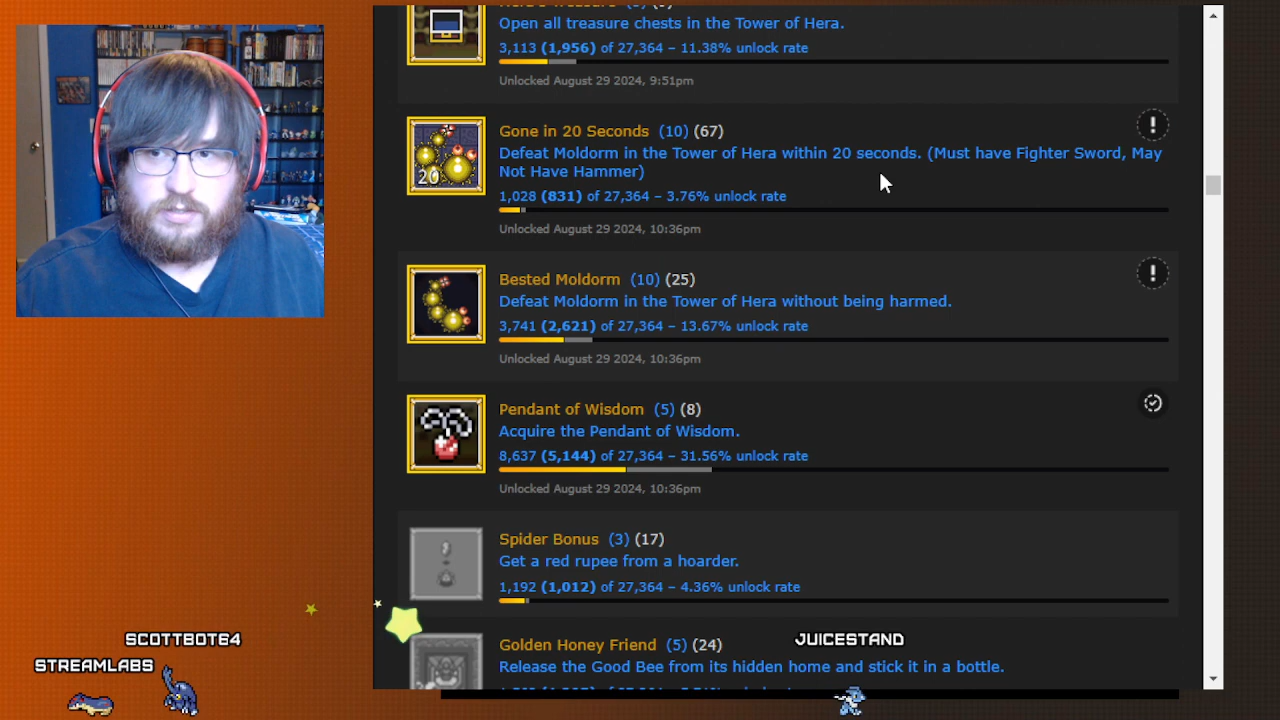 Open all treasure chests in the Tower of Hera.
3,113 (1,956) of 27,364 – 11.38% unlock rate
Unlocked August 29 2024, 9:51pm
Gone in 20 Seconds (10) (67)
Defeat Moldorm in the Tower of Hera within 20 seconds. (Must have Fighter Sword, May
Not Have Hammer)
20
1,028 (831) of 27,364 – 3.76% unlock rate
Unlocked August 29 2024, 10:36pm
Bested Moldorm (10) (25)
Defeat Moldorm in the Tower of Hera without being harmed.
3,741 (2,621) of 27,364 – 13.67% unlock rate
Unlocked August 29 2024, 10:36pm
Pendant of Wisdom (5) (8)
Acquire the Pendant of Wisdom.
8,637 (5,144) of 27,364 – 31.56% unlock rate
Unlocked August 29 2024, 10:36pm
Spider Bonus (3) (17)
Get a red rupee from a hoarder.
1,192 (1,012) of 27,364 – 4.36% unlock rate
Golden Honey Friend (5) (24)
Release the Good Bee from its hidden home and stick it in a bottle.
SCOTTBOT64
STREAMLABS
JUICESTAND